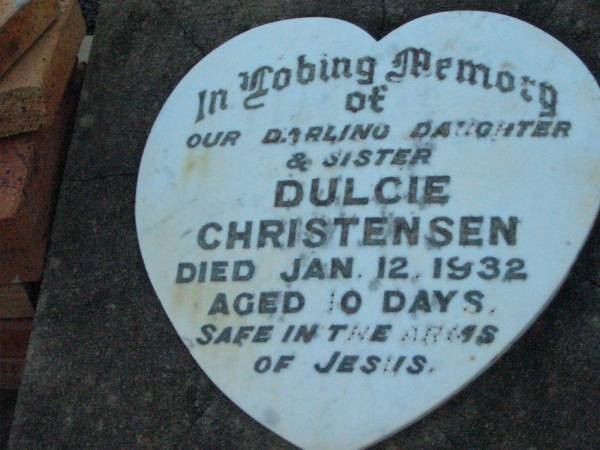 In Loving Memory
of
OUR DARLING DAUGHTER
& SISTER
DULCIE
CHRISTENSEN
DIED JAN. 12. 1932
AGED 10 DAYS.
SAFE IN THE ARMS
OF JESUS.